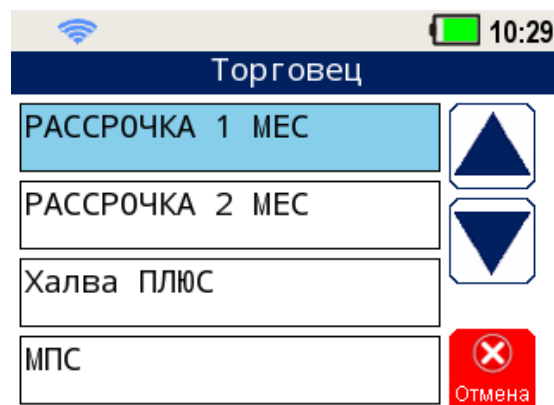 10:29
Торговец
РАССРОЧКА 1 МЕС
РАССРОЧКА 2 МЕС
Халва ПЛЮС
МПС
Отмена